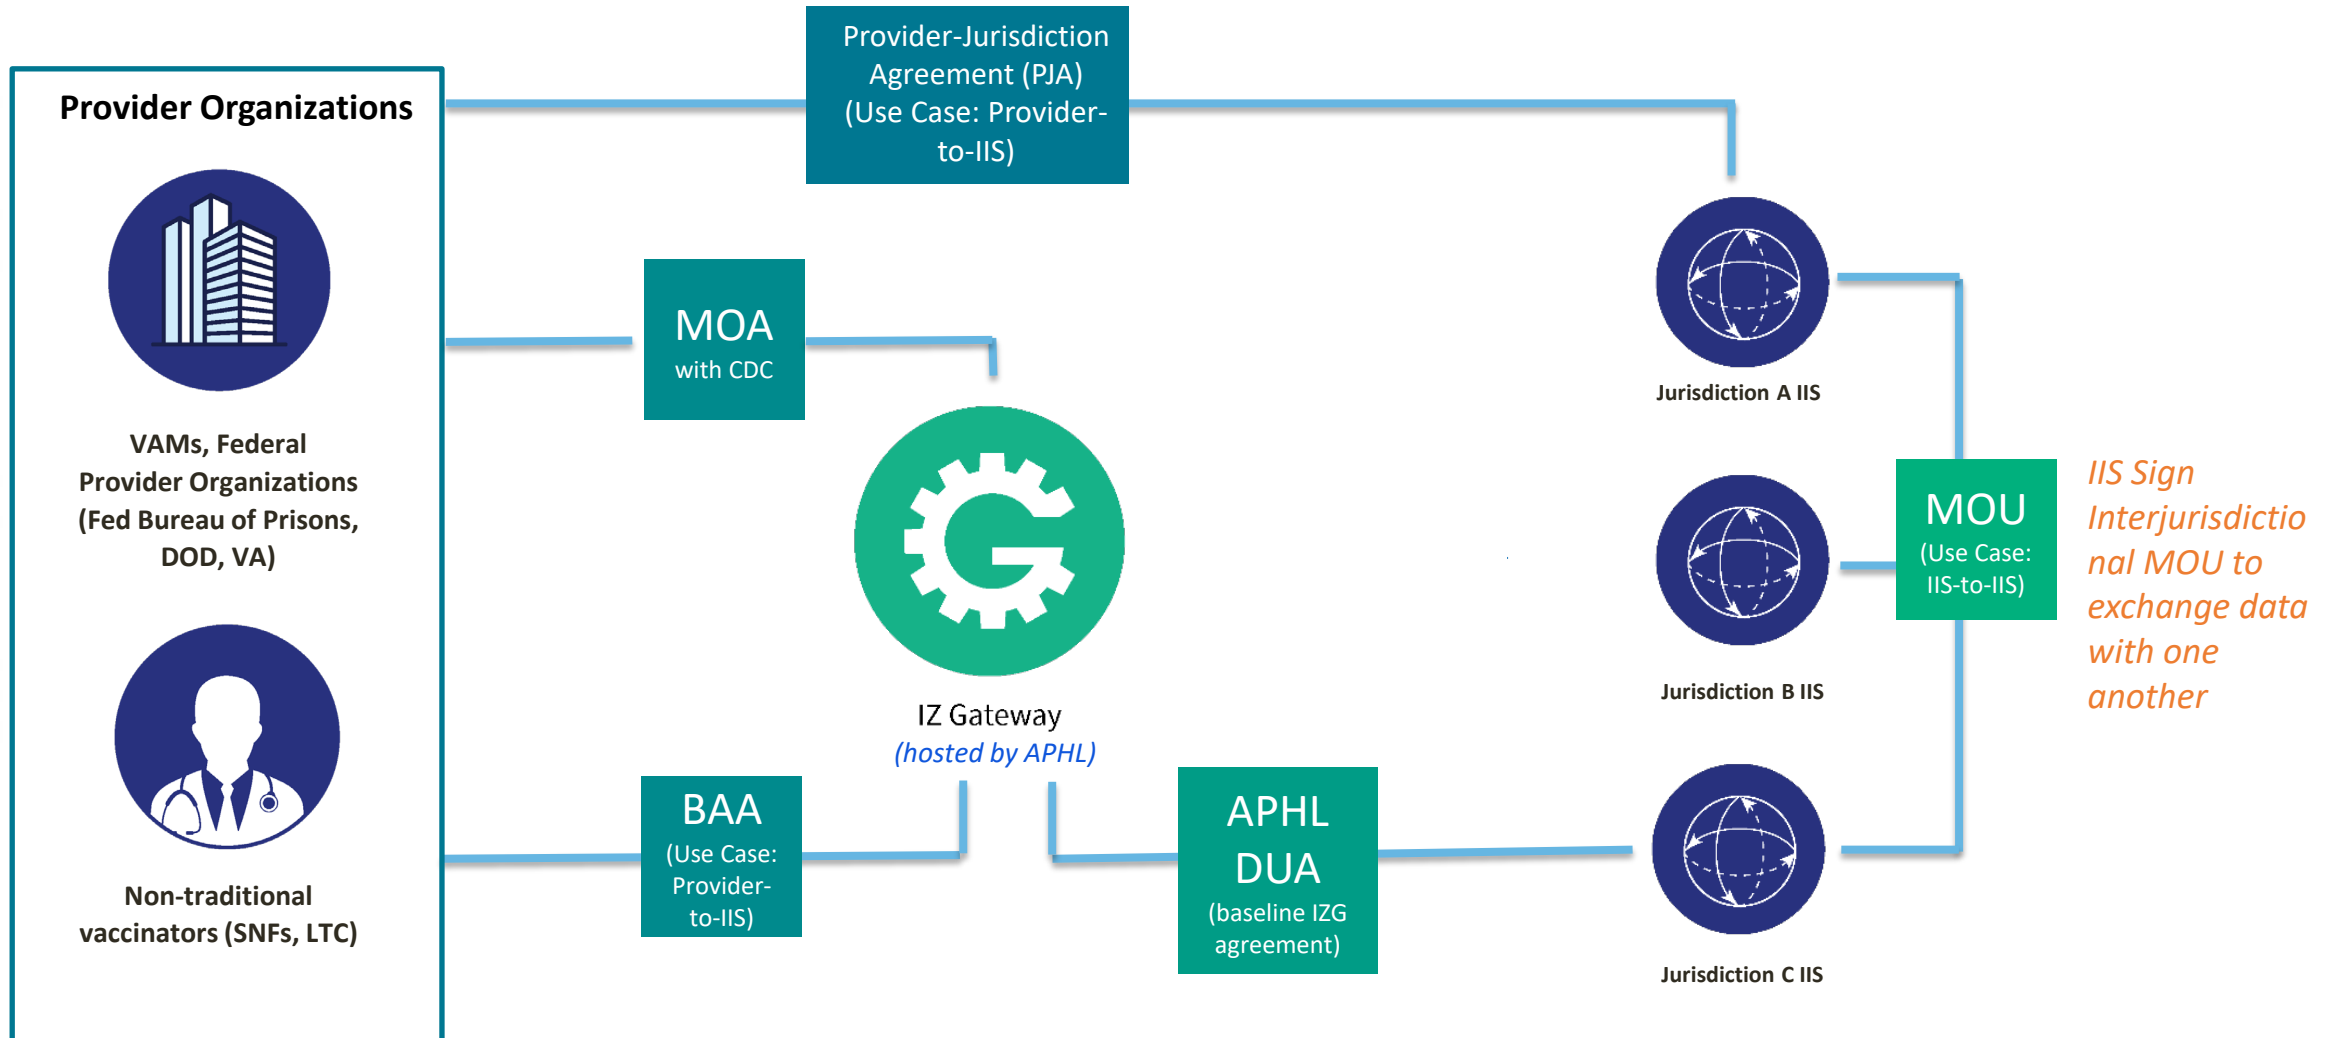 Provider-Jurisdiction
Agreement (PJA)
(Use Case: Provider-
to-IIS)
Provider Organizations
VAMs, Federal
Provider Organizations
(Fed Bureau of Prisons,
DOD, VA)
Non-traditional
vaccinators (SNFs, LTC)
MOA
with CDC
IZ Gateway
(hosted by APHL)
BAA
(Use Case:
Provider-
to-IIS)
APHL
DUA
(baseline IZG
agreement)
Jurisdiction A IIS
Jurisdiction B IIS
Jurisdiction C IIS
MOU
(Use Case:
IIS-to-IIS)
IIS Sign
Interjurisdictio
nal MOU to
exchange data
with one
another